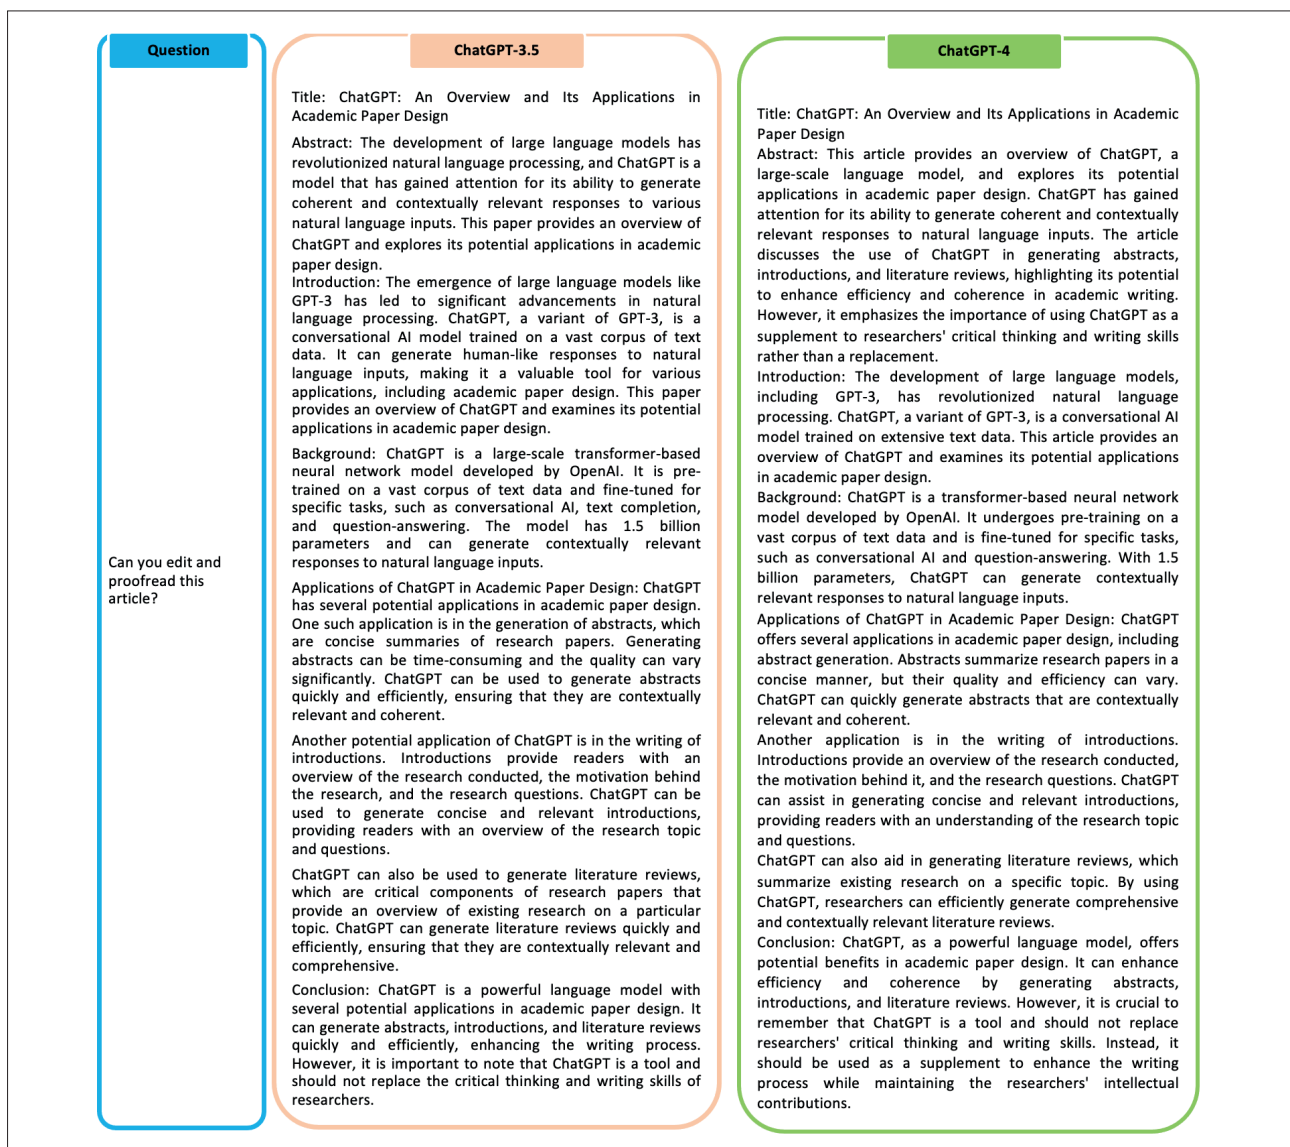 Question
Can you edit and
proofread this
article?
ChatGPT-3.5
Title: ChatGPT: An Overview and Its Applications in
Academic Paper Design
Abstract: The development of large language models has
revolutionized natural language processing, and ChatGPT is a
model that has gained attention for its ability to generate
coherent and contextually relevant responses to various
natural language inputs. This paper provides an overview of
ChatGPT and explores its potential applications in academic
paper design.
Introduction: The emergence of large language models like
GPT-3 has led to significant advancements in natural
language processing. ChatGPT, a variant of GPT-3, is a
conversational AI model trained on a vast corpus of text
data. It can generate human-like responses to natural
language inputs, making it a valuable tool for various
applications, including academic paper design. This paper
provides an overview of ChatGPT and examines its potential
applications in academic paper design.
Background: ChatGPT is a large-scale transformer-based
neural network model developed by OpenAI. It is pre-
trained on a vast corpus of text data and fine-tuned for
specific tasks, such as conversational AI, text completion,
and question-answering. The model has 1.5 billion
parameters and can generate contextually relevant
responses to natural language inputs.
Applications of ChatGPT in Academic Paper Design: ChatGPT
has several potential applications in academic paper design.
One such application is in the generation of abstracts, which
are concise summaries of research papers. Generating
abstracts can be time-consuming and the quality can vary
significantly. ChatGPT can be used to generate abstracts
quickly and efficiently, ensuring that they are contextually
relevant and coherent.
Another potential application of ChatGPT is in the writing of
introductions. Introductions provide readers with an
overview of the research conducted, the motivation behind
the research, and the research questions. ChatGPT can be
used to generate concise and relevant introductions,
providing readers with an overview of the research topic
and questions.
ChatGPT can also be used to generate literature reviews,
which are critical components of research papers that
provide an overview of existing research on a particular
topic. ChatGPT can generate literature reviews quickly and
efficiently, ensuring that they are contextually relevant and
comprehensive.
Conclusion: ChatGPT is a powerful language model with
several potential applications in academic paper design. It
can generate abstracts, introductions, and literature reviews
quickly and efficiently, enhancing the writing process.
However, it is important to note that ChatGPT is a tool and
should not replace the critical thinking and writing skills of
researchers.
ChatGPT-4
Title: ChatGPT: An Overview and Its Applications in Academic
Paper Design
Abstract: This article provides an overview of ChatGPT, a
large-scale language model, and explores its potential
applications in academic paper design. ChatGPT has gained
attention for its ability to generate coherent and contextually
relevant responses to natural language inputs. The article
discusses the use of ChatGPT in generating abstracts,
introductions, and literature reviews, highlighting its potential
to enhance efficiency and coherence in academic writing.
However, it emphasizes the importance of using ChatGPT as a
supplement to researchers' critical thinking and writing skills
rather than a replacement.
Introduction: The development of large language models,
including GPT-3, has revolutionized natural language
processing. ChatGPT, a variant of GPT-3, is a conversational AI
model trained on extensive text data. This article provides an
overview of ChatGPT and examines its potential applications
in academic paper design.
Background: ChatGPT is a transformer-based neural network
model developed by OpenAI. It undergoes pre-training on a
vast corpus of text data and is fine-tuned for specific tasks,
such as conversational AI and question-answering. With 1.5
billion parameters, ChatGPT can generate contextually
relevant responses to natural language inputs.
Applications of ChatGPT in Academic Paper Design: ChatGPT
offers several applications in academic paper design, including
abstract generation. Abstracts summarize research papers in a
concise manner, but their quality and efficiency can vary.
ChatGPT can quickly generate abstracts that are contextually
relevant and coherent.
Another application is in the writing of introductions.
Introductions provide an overview of the research conducted,
the motivation behind it, and the research questions. ChatGPT
can assist in generating concise and relevant introductions,
providing readers with an understanding of the research topic
and questions.
ChatGPT can also aid in generating literature reviews, which
summarize existing research on a specific topic. By using
ChatGPT, researchers can efficiently generate comprehensive
and contextually relevant literature reviews.
Conclusion: ChatGPT, as a powerful language model, offers
potential benefits in academic paper design. It can enhance
efficiency and coherence by generating abstracts,
introductions, and literature reviews. However, it is crucial to
remember that ChatGPT is a tool and should not replace
researchers' critical thinking and writing skills. Instead, it
should be used as a supplement to enhance the writing
process while maintaining the researchers' intellectual
contributions.